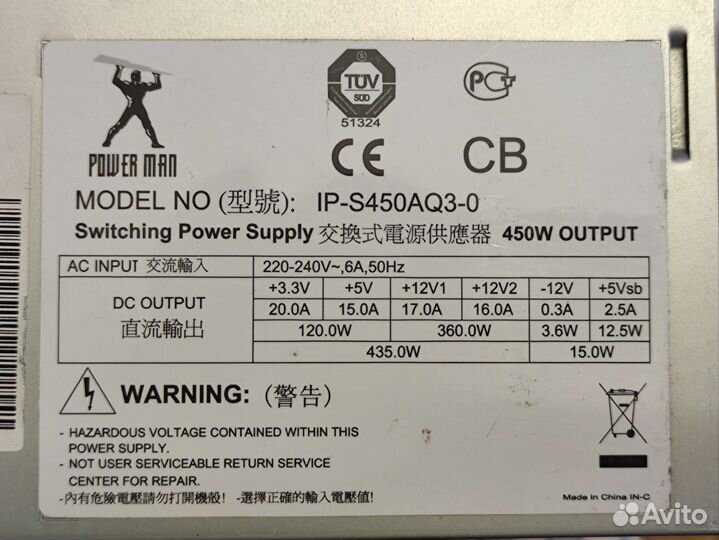 POWER MAN
TÜV
SÜD
51324
PCT
CE
CB
MODEL NO (型號): IP-S450AQ3-0
Switching Power Supply 交換式電源供應器 450W OUTPUT
AC INPUT 交流輸入 220-240V~,6A,50Hz
DC OUTPUT 直流輸出
+3.3V +5V +12V1 +12V2 -12V +5Vsb
20.0A 15.0A 17.0A 16.0A 0.3A 2.5A
120.0W 360.0W 3.6W 12.5W
435.0W 15.0W
WARNING: (警告)
- HAZARDOUS VOLTAGE CONTAINED WITHIN THIS
POWER SUPPLY.
- NOT USER SERVICEABLE RETURN SERVICE
CENTER FOR REPAIR.
-內有危險電壓請勿打開機殼! -選擇正確的輸入電壓值!
Made in China IN-C
Avito